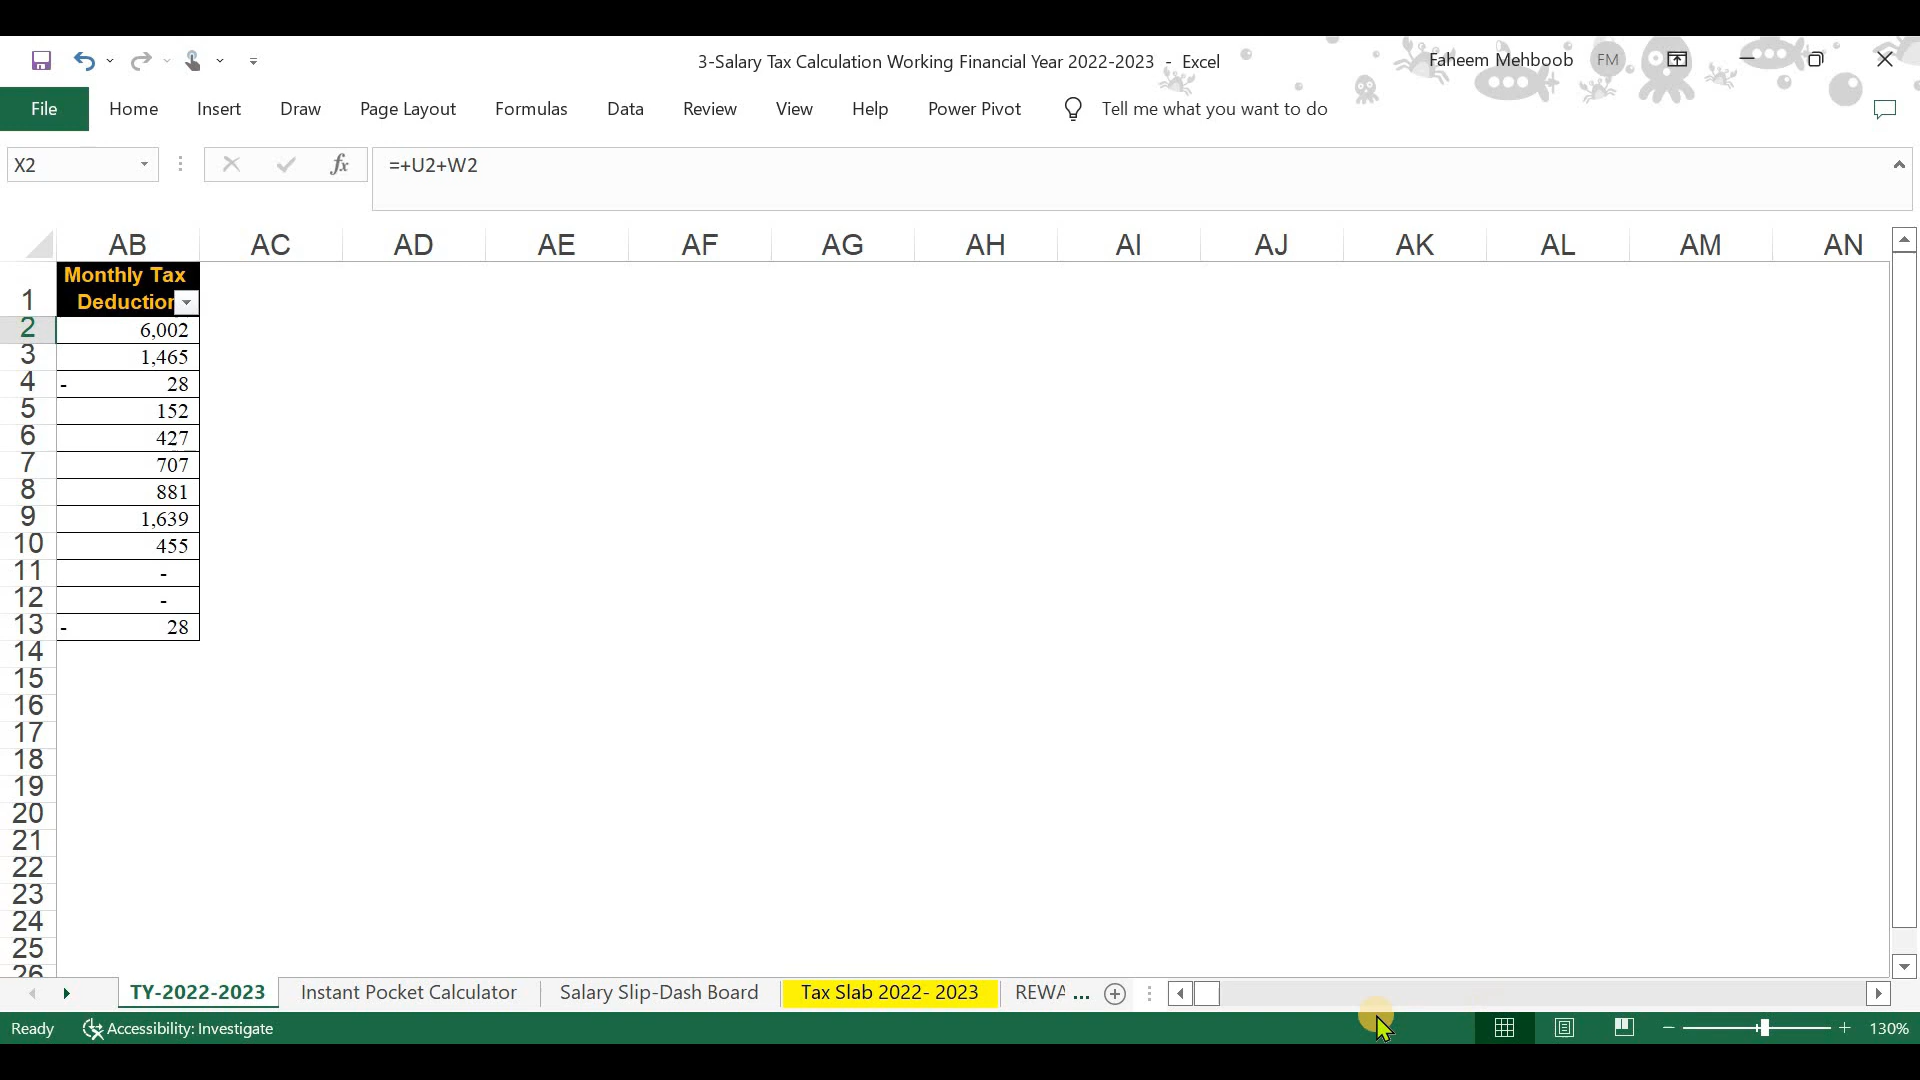 3-Salary Tax Calculation Working Financial Year 2022-2023 - Excel
Faheem Mehboob FM
File Home Insert Draw Page Layout Formulas Data Review View Help Power Pivot Tell me what you want to do
X2 fx =+U2+W2
AB AC AD AE AF AG AH AI AJ AK AL AM AN
Monthly Tax
1 Deduction
2 6,002
3 1,465
4 - 28
5 152
6 427
7 707
8 881
9 1,639
10 455
11 -
12 -
13 - 28
14
15
16
17
18
19
20
21
22
23
24
25
26
TY-2022-2023 Instant Pocket Calculator Salary Slip-Dash Board Tax Slab 2022- 2023 REWA ...
Ready Accessibility: Investigate 130%